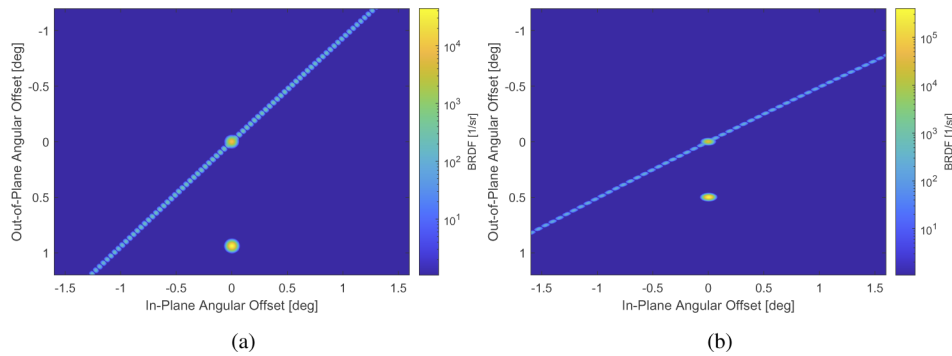 -1
-0.5
0
0.5
1
Out-of-Plane Angular Offset [deg]
-1.5 -1 -0.5 0 0.5 1 1.5
In-Plane Angular Offset [deg]
10^4
10^3
10^2
10^1
BRDF [1/sr]
(a)
-1
-0.5
0
0.5
1
Out-of-Plane Angular Offset [deg]
-1.5 -1 -0.5 0 0.5 1 1.5
In-Plane Angular Offset [deg]
10^5
10^4
10^3
10^2
10^1
BRDF [1/sr]
(b)